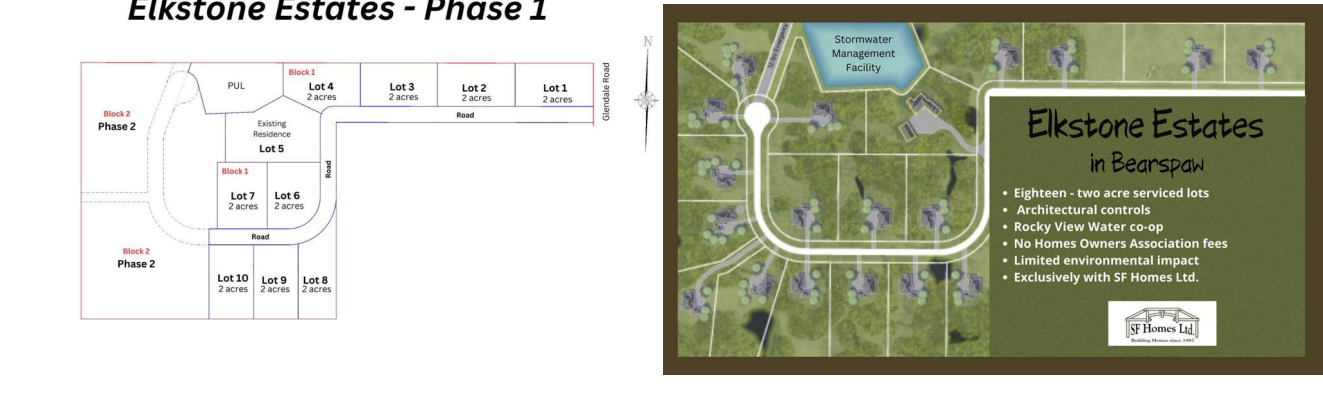 Elkstone Estates - Phase 1
N
Glendale Road
PUL
Block 1
Lot 4
2 acres
Lot 3
2 acres
Lot 2
2 acres
Lot 1
2 acres
Road
Block 2
Phase 2
Existing
Residence
Lot 5
Road
Block 1
Lot 7
2 acres
Lot 6
2 acres
Road
Block 2
Phase 2
Lot 10
2 acres
Lot 9
2 acres
Lot 8
2 acres
Stormwater
Management
Facility
Elkstone Estates
in Bearspaw
• Eighteen - two acre serviced lots
• Architectural controls
• Rocky View Water co-op
• No Homes Owners Association fees
• Limited environmental impact
• Exclusively with SF Homes Ltd.
SF Homes Ltd.
Building Homes since 1997